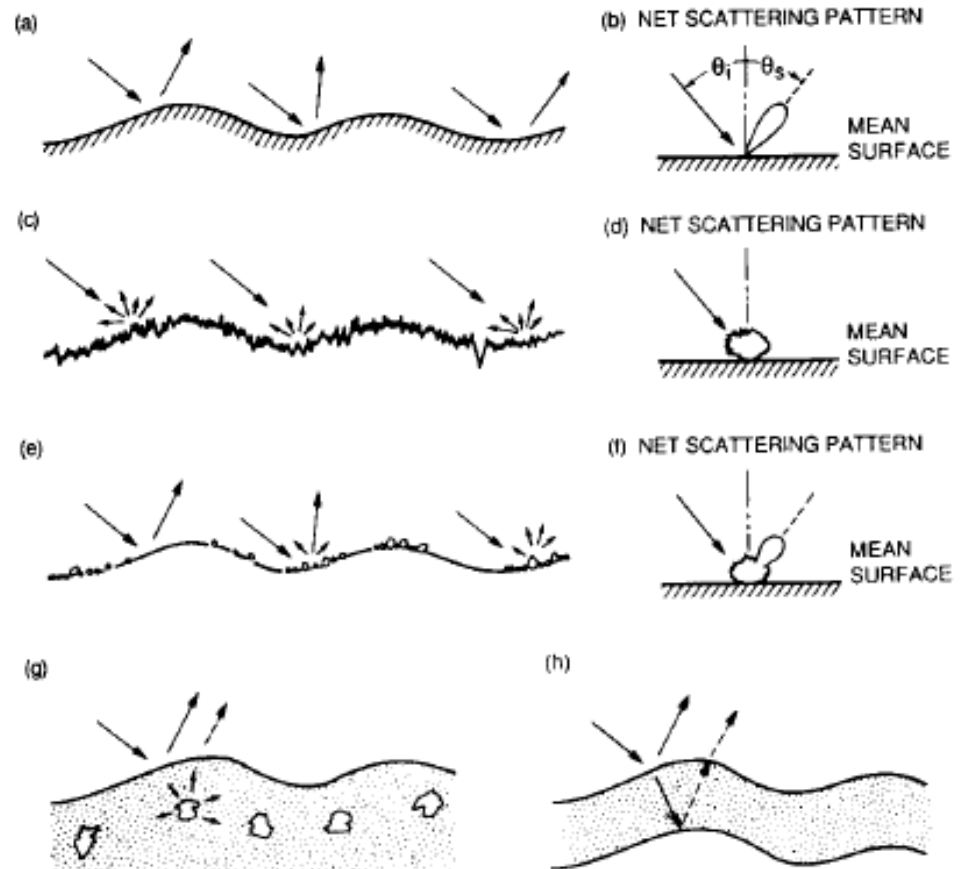 (a)
(b) NET SCATTERING PATTERN
θi θs
MEAN
SURFACE
(c)
(d) NET SCATTERING PATTERN
MEAN
SURFACE
(e)
(f) NET SCATTERING PATTERN
MEAN
SURFACE
(g)
(h)